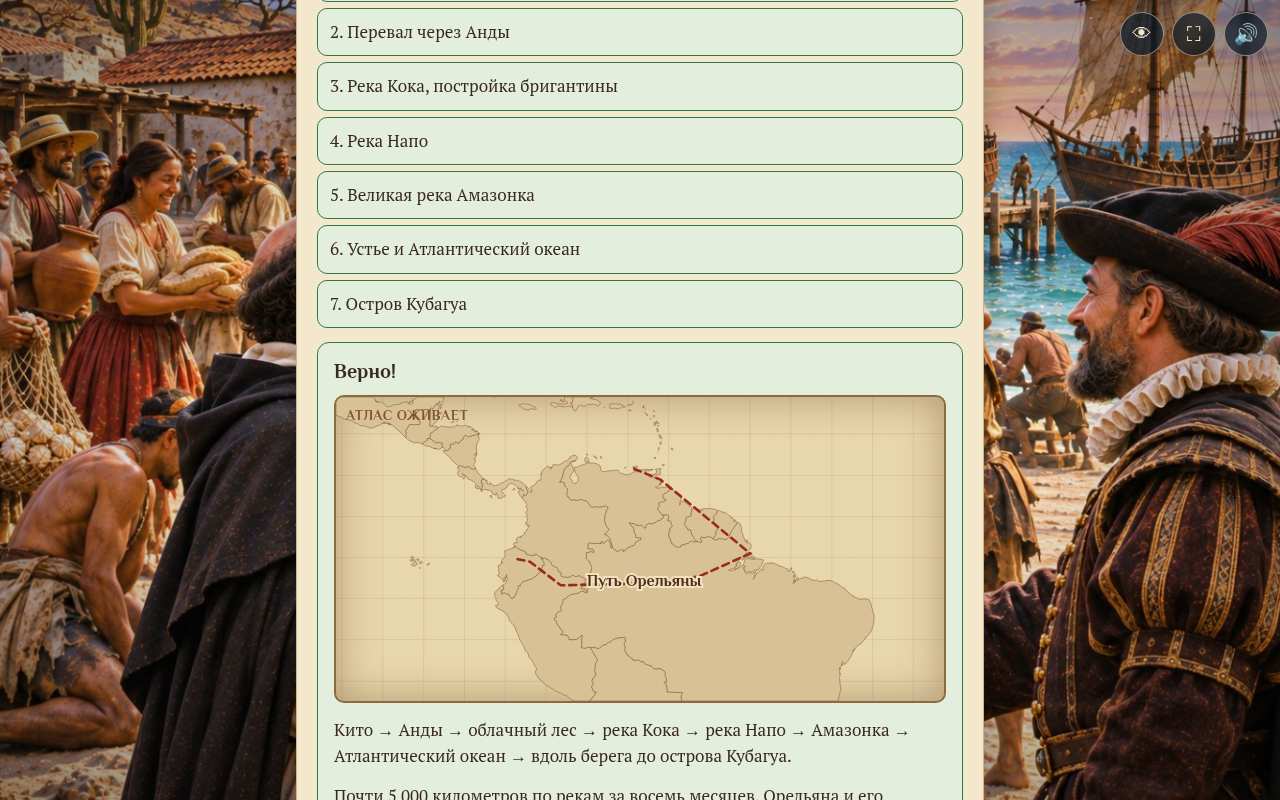 2. Перевал через Анды
3. Река Кока, постройка бригантины
4. Река Напо
5. Великая река Амазонка
6. Устье и Атлантический океан
7. Остров Кубагуа
Верно!
АТЛАС ОЖИВАЕТ
Путь Орельяны
Кито → Анды → облачный лес → река Кока → река Напо → Амазонка →
Атлантический океан → вдоль берега до острова Кубагуа.
Почти 5 000 километров по рекам за восемь месяцев. Орельяна и его